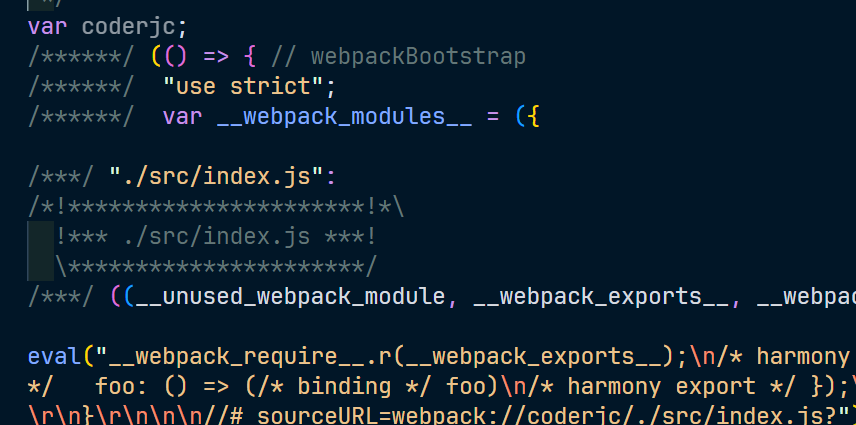 */
var coderjc;
/******/ (() => { // webpackBootstrap
/******/ 	"use strict";
/******/ 	var __webpack_modules__ = ({

/***/ "./src/index.js":
/*!**********************!*\
  !*** ./src/index.js ***!
  \**********************/
/***/ ((__unused_webpack_module, __webpack_exports__, __webpac

eval("__webpack_require__.r(__webpack_exports__);\n/* harmony
*/   foo: () => (/* binding */ foo)\n/* harmony export */ });\
\r\n}\r\n\n\n//# sourceURL=webpack://coderjc/./src/index.js?")